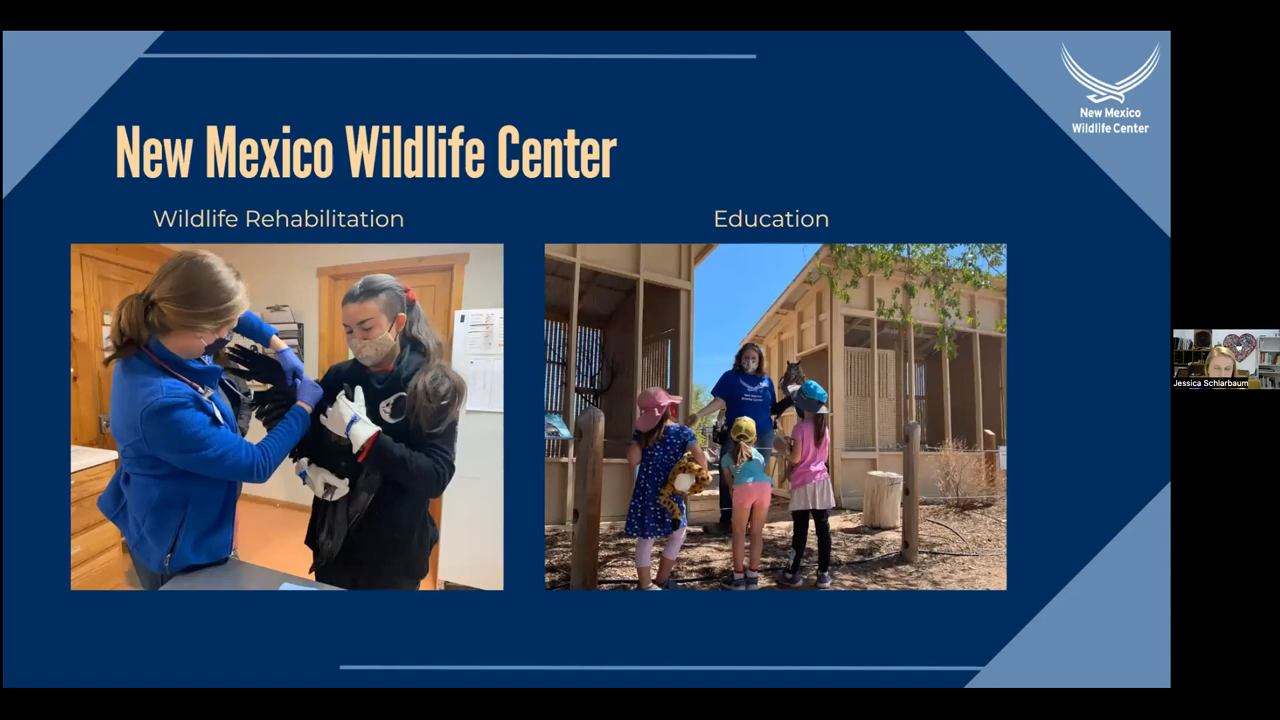 New Mexico
Wildlife Center
New Mexico Wildlife Center
Wildlife Rehabilitation
Education
Jessica Schlarbaum